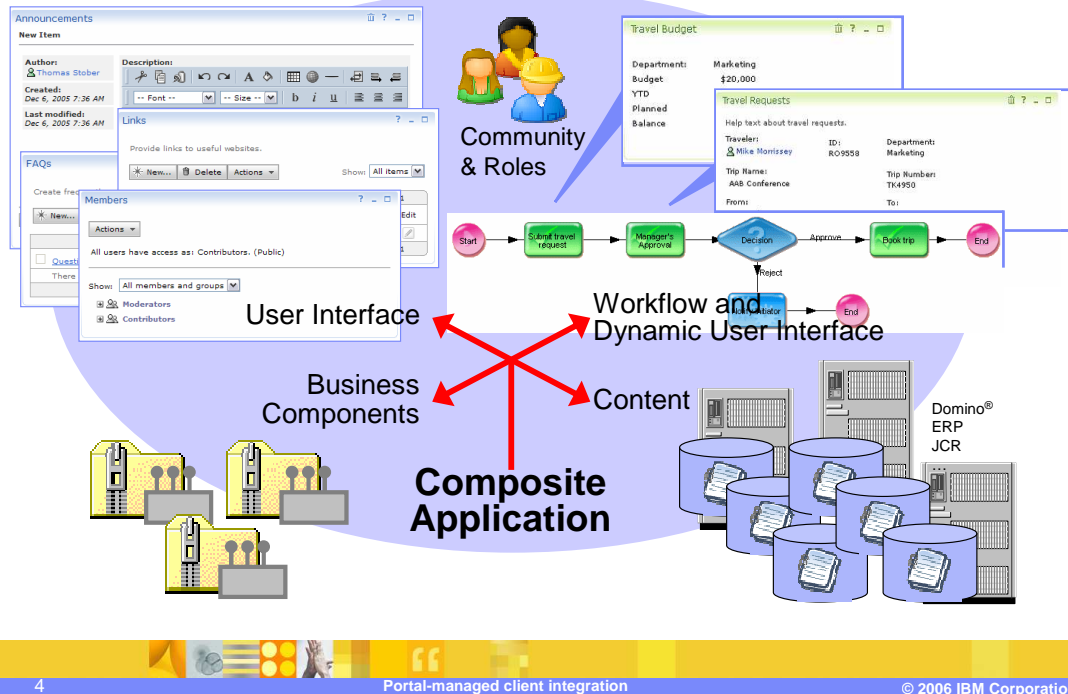 Announcements
New Item
Author:
Thomas Stober
Created:
Dec 6, 2005 7:36 AM
Last modified:
Dec 6, 2005 7:36 AM
Description:
-- Font --
-- Size --
b i u
Links
Provide links to useful websites.
New... Delete Actions
Show: All items
1
Edit
1
FAQs
Create
New...
There
Members
Actions
All users have access as: Contributors. (Public)
Show: All members and groups
Moderators
Contributors
Community
& Roles
Travel Budget
Department: Marketing
Budget $20,000
YTD
Planned
Balance
Travel Requests
Help text about travel requests.
Traveler:
Mike Morrissey
ID:
RO9558
Department:
Marketing
Trip Name:
AAB Conference
Trip Number:
TK4950
From:
To:
Start
Submit travel
request
Manager's
Approval
Decision
Approve
Book trip
End
Reject
End
User Interface
Workflow and
Dynamic User Interface
Business
Components
Content
Domino®
ERP
JCR
Composite
Application
4
Portal-managed client integration
© 2006 IBM Corporatio